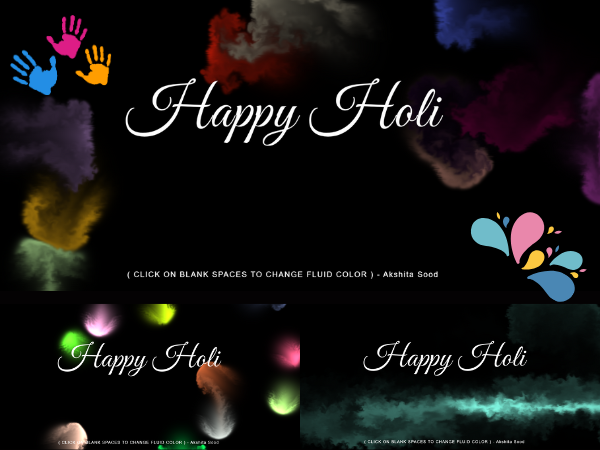 Happy Holi
( CLICK ON BLANK SPACES TO CHANGE FLUID COLOR ) - Akshita Sood
Happy Holi
( CLICK ON BLANK SPACES TO CHANGE FLUID COLOR ) - Akshita Sood
Happy Holi
( CLICK ON BLANK SPACES TO CHANGE FLUID COLOR ) - Akshita Sood